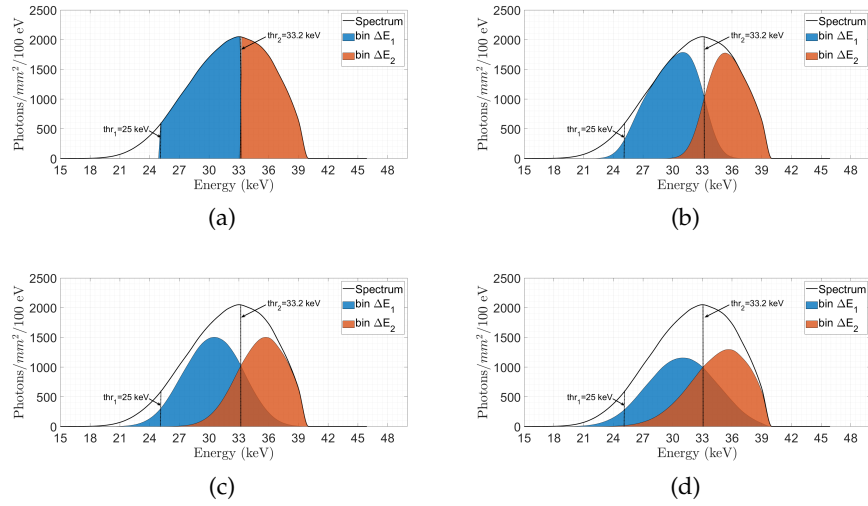 2500
2000
1500
1000
500
0
Photons/mm²/100 eV
thr₂=33.2 keV
thr₁=25 keV
Spectrum
bin ΔE₁
bin ΔE₂
15 18 21 24 27 30 33 36 39 42 45 48
Energy (keV)
(a)
2500
2000
1500
1000
500
0
Photons/mm²/100 eV
thr₂=33.2 keV
thr₁=25 keV
Spectrum
bin ΔE₁
bin ΔE₂
15 18 21 24 27 30 33 36 39 42 45 48
Energy (keV)
(b)
2500
2000
1500
1000
500
0
Photons/mm²/100 eV
thr₂=33.2 keV
thr₁=25 keV
Spectrum
bin ΔE₁
bin ΔE₂
15 18 21 24 27 30 33 36 39 42 45 48
Energy (keV)
(c)
2500
2000
1500
1000
500
0
Photons/mm²/100 eV
thr₂=33.2 keV
thr₁=25 keV
Spectrum
bin ΔE₁
bin ΔE₂
15 18 21 24 27 30 33 36 39 42 45 48
Energy (keV)
(d)